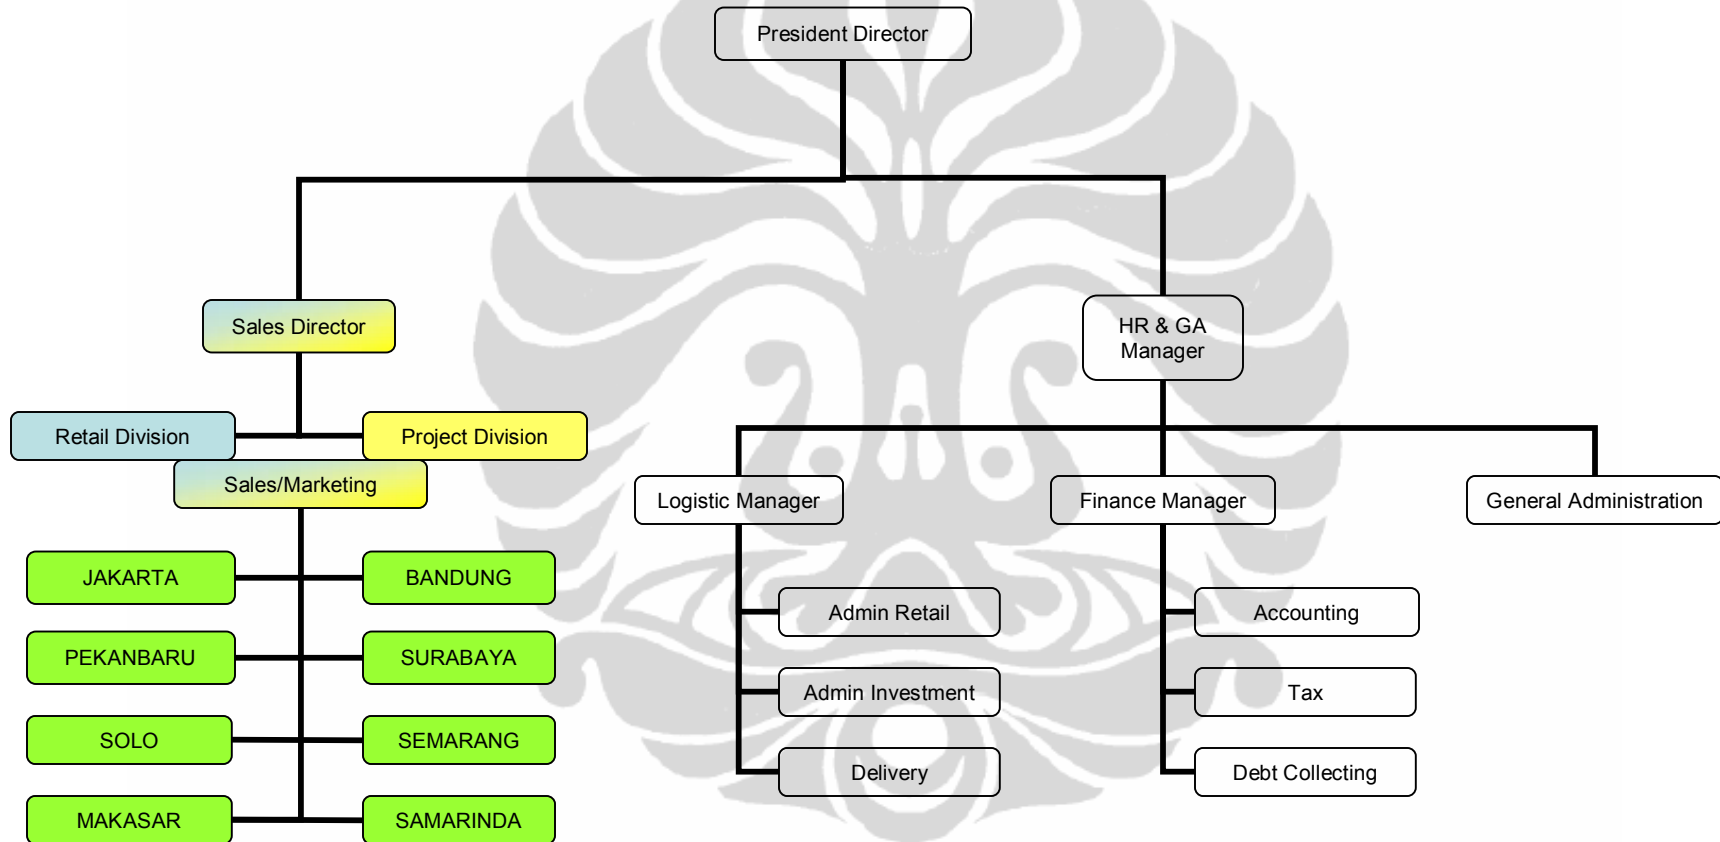 President Director
Sales Director
HR & GA
Manager
Retail Division
Project Division
Sales/Marketing
Logistic Manager
Finance Manager
General Administration
JAKARTA
BANDUNG
Admin Retail
Accounting
PEKANBARU
SURABAYA
Admin Investment
Tax
SOLO
SEMARANG
Delivery
Debt Collecting
MAKASAR
SAMARINDA